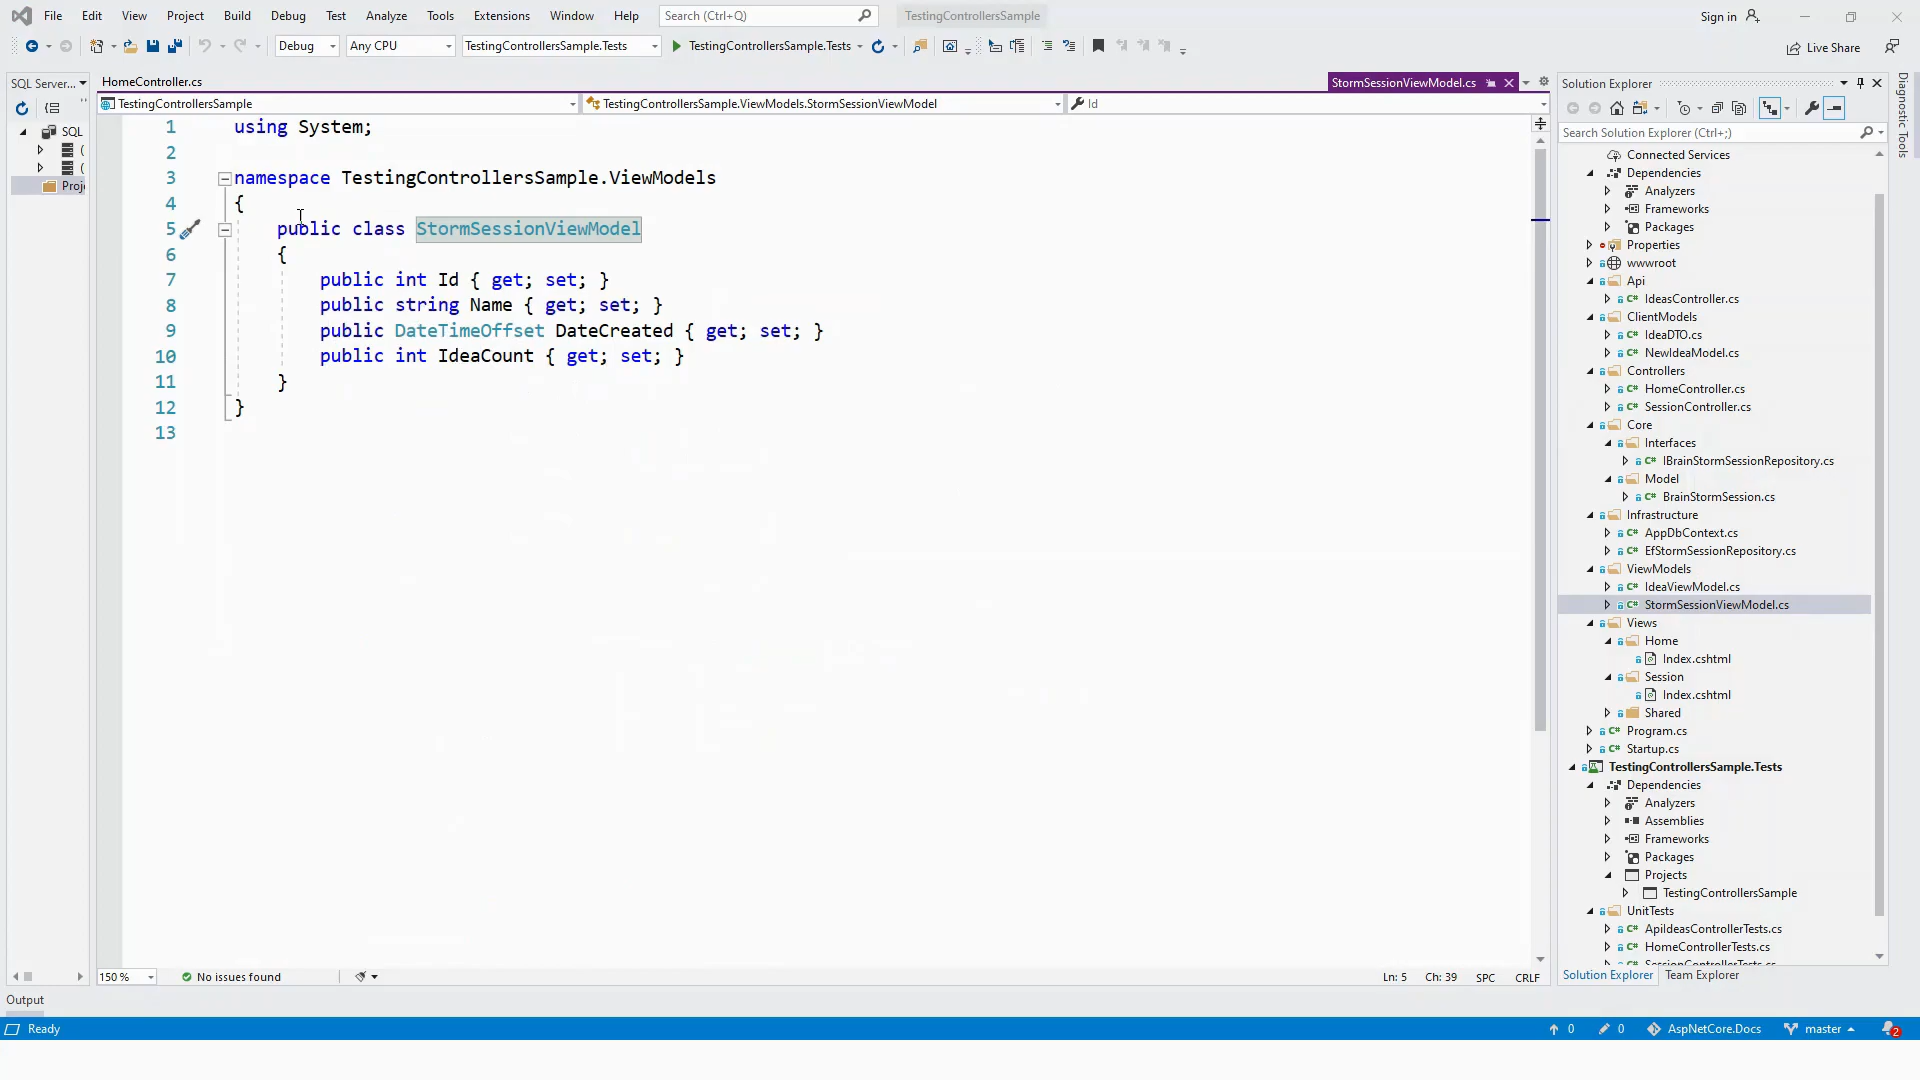 File Edit View Project Build Debug Test Analyze Tools Extensions Window Help Search (Ctrl+Q) TestingControllersSample Sign in
Debug Any CPU TestingControllersSample.Tests TestingControllersSample.Tests Live Share
SQL Server...
SQL
Proj
HomeController.cs StormSessionViewModel.cs
TestingControllersSample TestingControllersSample.ViewModels.StormSessionViewModel Id
1 using System;
2
3 namespace TestingControllersSample.ViewModels
4 {
5 public class StormSessionViewModel
6 {
7 public int Id { get; set; }
8 public string Name { get; set; }
9 public DateTimeOffset DateCreated { get; set; }
10 public int IdeaCount { get; set; }
11 }
12 }
13
150 % No issues found Ln: 5 Ch: 39 SPC CRLF
Solution Explorer
Search Solution Explorer (Ctrl+;)
Connected Services
Dependencies
Analyzers
Frameworks
Packages
Properties
wwwroot
Api
C# IdeasController.cs
ClientModels
C# IdeaDTO.cs
C# NewIdeaModel.cs
Controllers
C# HomeController.cs
C# SessionController.cs
Core
Interfaces
C# IBrainStormSessionRepository.cs
Model
C# BrainStormSession.cs
Infrastructure
C# AppDbContext.cs
C# EfStormSessionRepository.cs
ViewModels
C# IdeaViewModel.cs
C# StormSessionViewModel.cs
Views
Home
Index.cshtml
Session
Index.cshtml
Shared
C# Program.cs
C# Startup.cs
TestingControllersSample.Tests
Dependencies
Analyzers
Assemblies
Frameworks
Packages
Projects
TestingControllersSample
UnitTests
C# ApiIdeasControllerTests.cs
C# HomeControllerTests.cs
C# SessionControllerTests.cs
Solution Explorer Team Explorer
Diagnostic Tools
Output
Ready 0 0 AspNetCore.Docs master 2